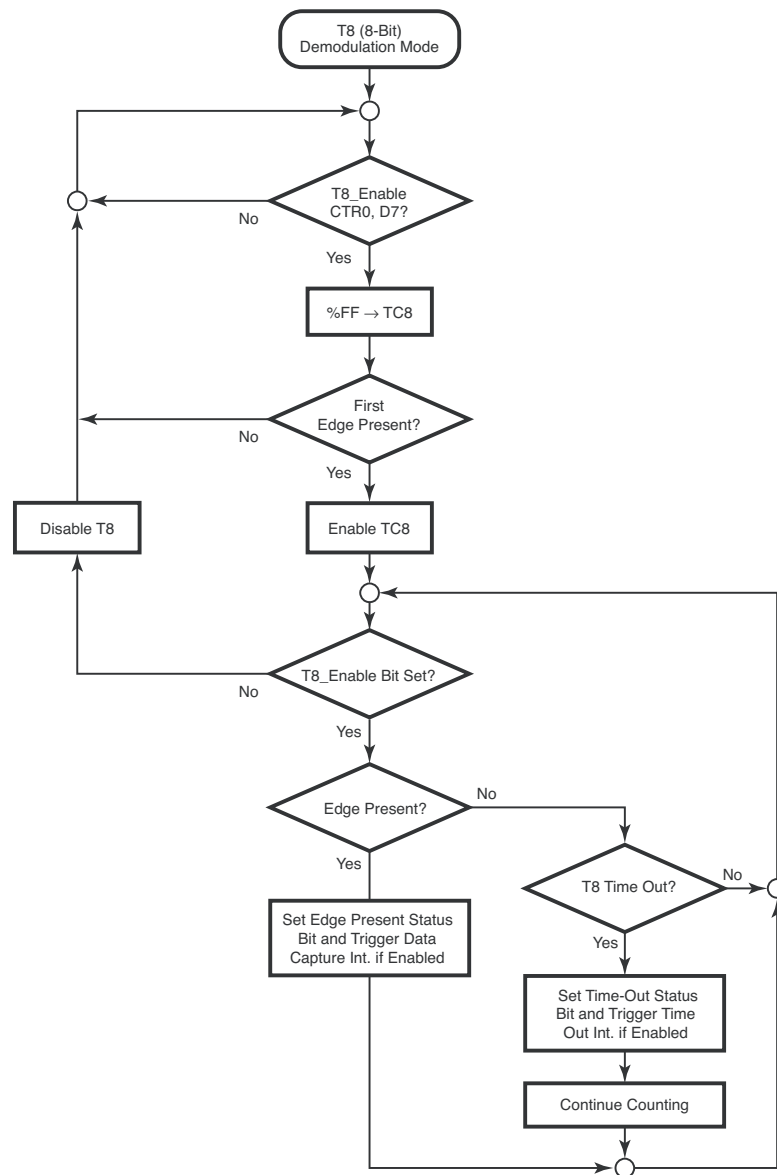 T8 (8-Bit)
Demodulation Mode
T8_Enable
CTR0, D7?
No
Yes
%FF → TC8
First
Edge Present?
No
Yes
Disable T8
Enable TC8
T8_Enable Bit Set?
No
Yes
Edge Present?
No
Yes
T8 Time Out?
No
Yes
Set Edge Present Status
Bit and Trigger Data
Capture Int. if Enabled
Set Time-Out Status
Bit and Trigger Time
Out Int. if Enabled
Continue Counting